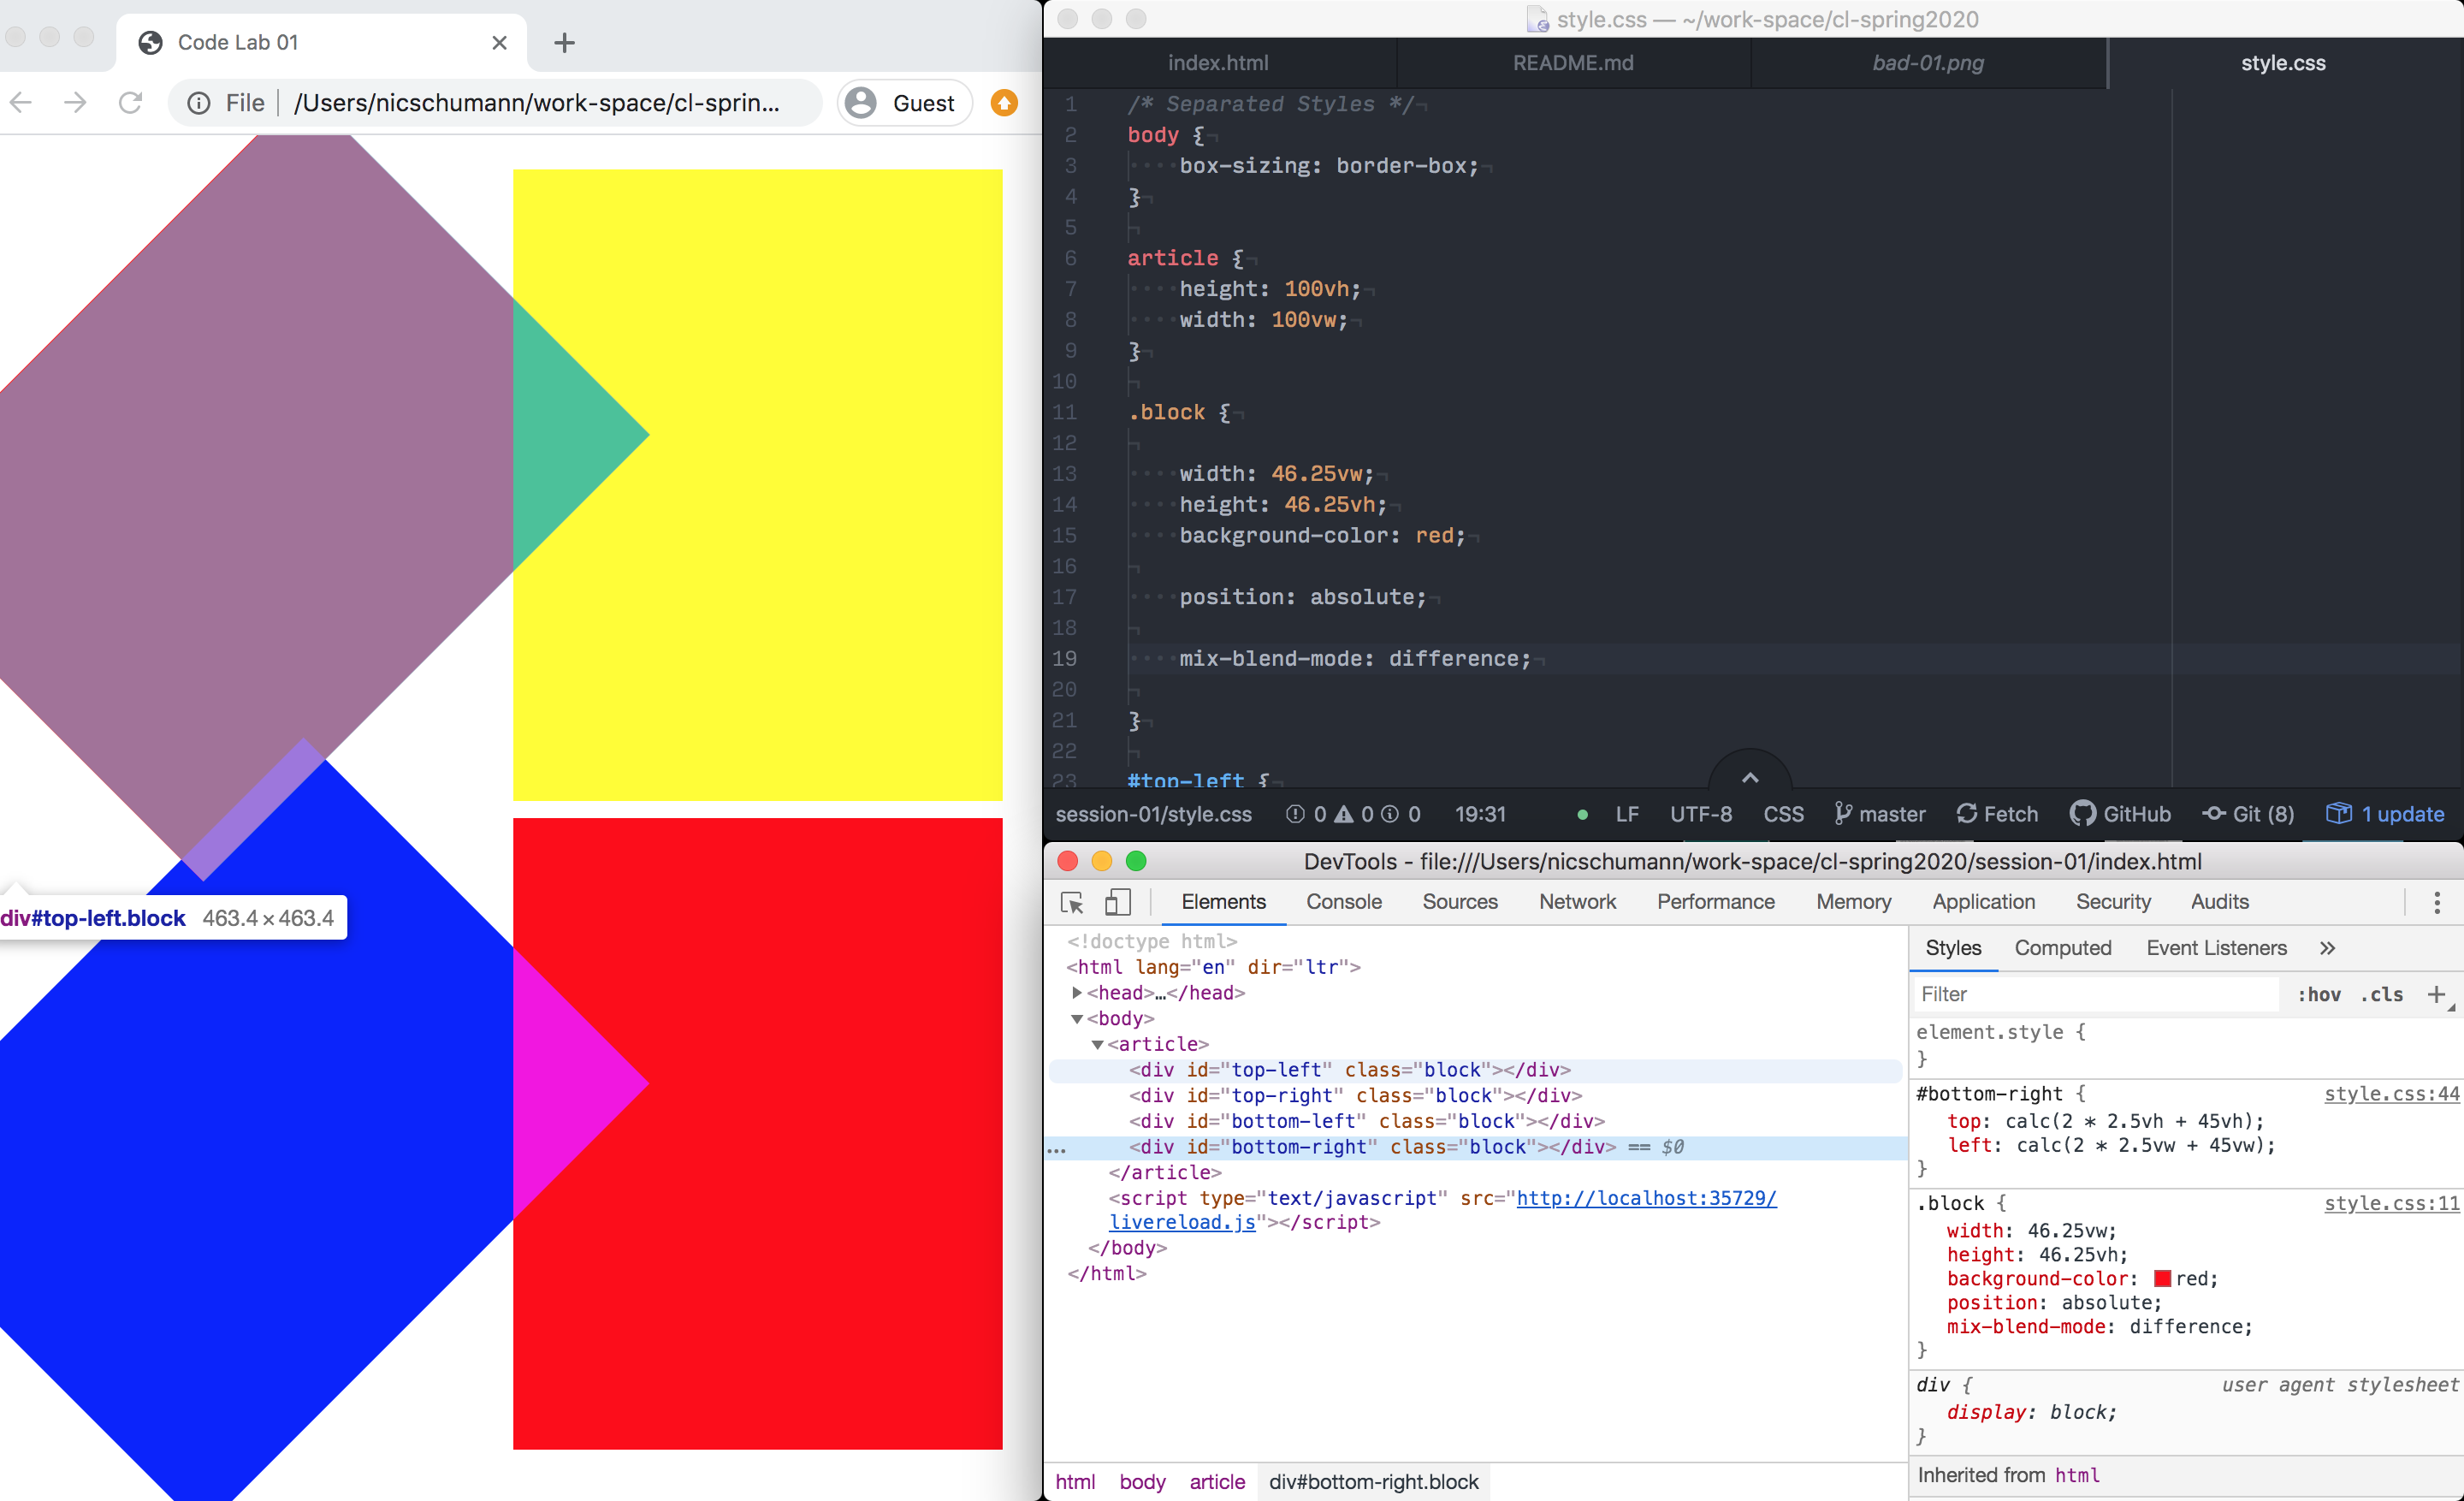 Code Lab 01
File
/Users/nicschumann/work-space/cl-sprin...
Guest
div#top-left.block 463.4×463.4
style.css — ~/work-space/cl-spring2020
index.html
README.md
bad-01.png
style.css
1 /* Separated Styles */
2 body {
3 box-sizing: border-box;
4 }
5
6 article {
7 height: 100vh;
8 width: 100vw;
9 }
10
11 .block {
12
13 width: 46.25vw;
14 height: 46.25vh;
15 background-color: red;
16
17 position: absolute;
18
19 mix-blend-mode: difference;
20
21 }
22
23 #top-left {
session-01/style.css 0 0 0 19:31 LF UTF-8 CSS master Fetch GitHub Git (8) 1 update
DevTools - file:///Users/nicschumann/work-space/cl-spring2020/session-01/index.html
Elements Console Sources Network Performance Memory Application Security Audits
<!doctype html>
<html lang="en" dir="ltr">
<head>…</head>
<body>
<article>
<div id="top-left" class="block"></div>
<div id="top-right" class="block"></div>
<div id="bottom-left" class="block"></div>
… <div id="bottom-right" class="block"></div> == $0
</article>
<script type="text/javascript" src="http://localhost:35729/
livereload.js"></script>
</body>
</html>
html body article div#bottom-right.block
Styles Computed Event Listeners »
Filter :hov .cls +
element.style {
}
#bottom-right { style.css:44
top: calc(2 * 2.5vh + 45vh);
left: calc(2 * 2.5vw + 45vw);
}
.block { style.css:11
width: 46.25vw;
height: 46.25vh;
background-color: red;
position: absolute;
mix-blend-mode: difference;
}
div { user agent stylesheet
display: block;
}
Inherited from html